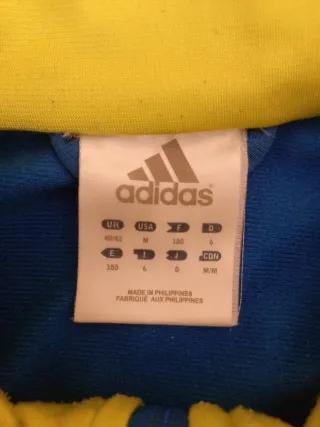 adidas
UK USA F D
40/42 M 180 6
E I J CDN
180 6 O M/M
MADE IN PHILIPPINES
FABRIQUÉ AUX PHILIPPINES